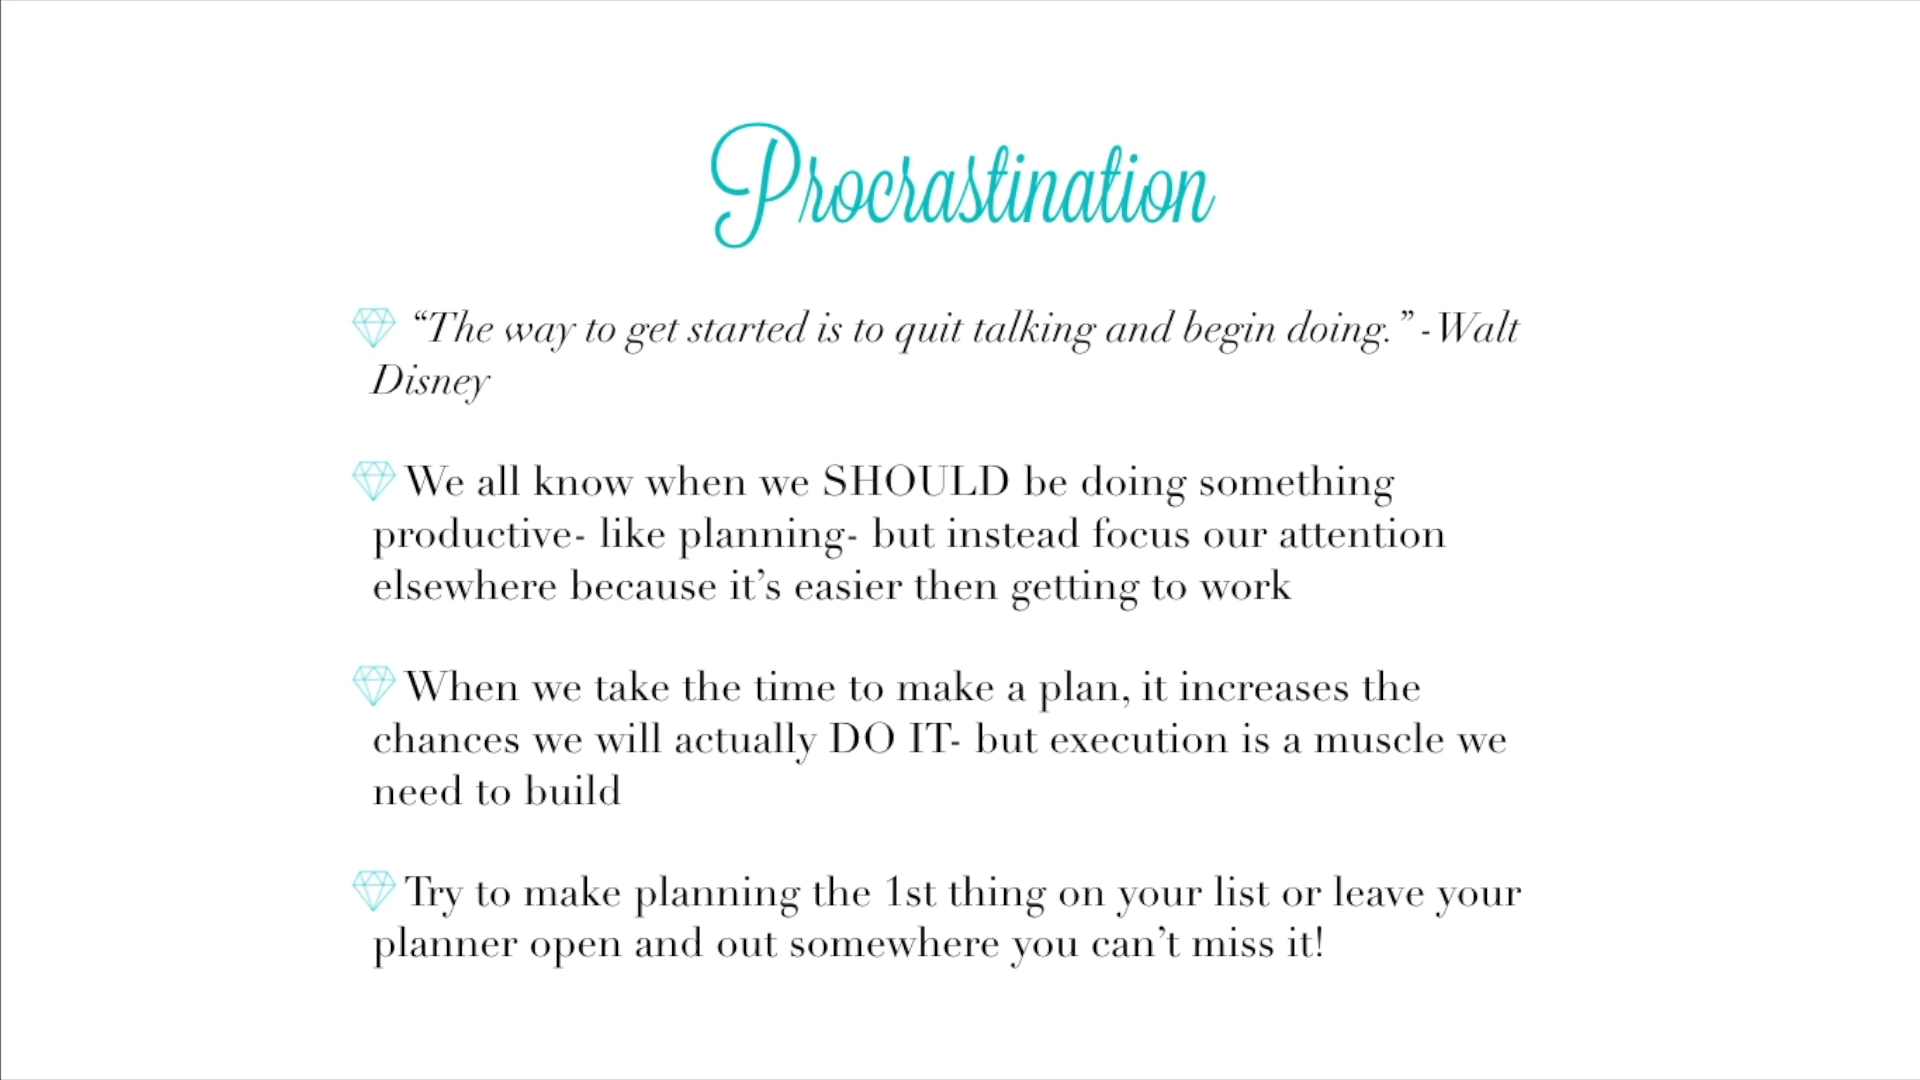 Procrastination
“The way to get started is to quit talking and begin doing.” -Walt
Disney
We all know when we SHOULD be doing something
productive- like planning- but instead focus our attention
elsewhere because it’s easier then getting to work
When we take the time to make a plan, it increases the
chances we will actually DO IT- but execution is a muscle we
need to build
Try to make planning the 1st thing on your list or leave your
planner open and out somewhere you can’t miss it!